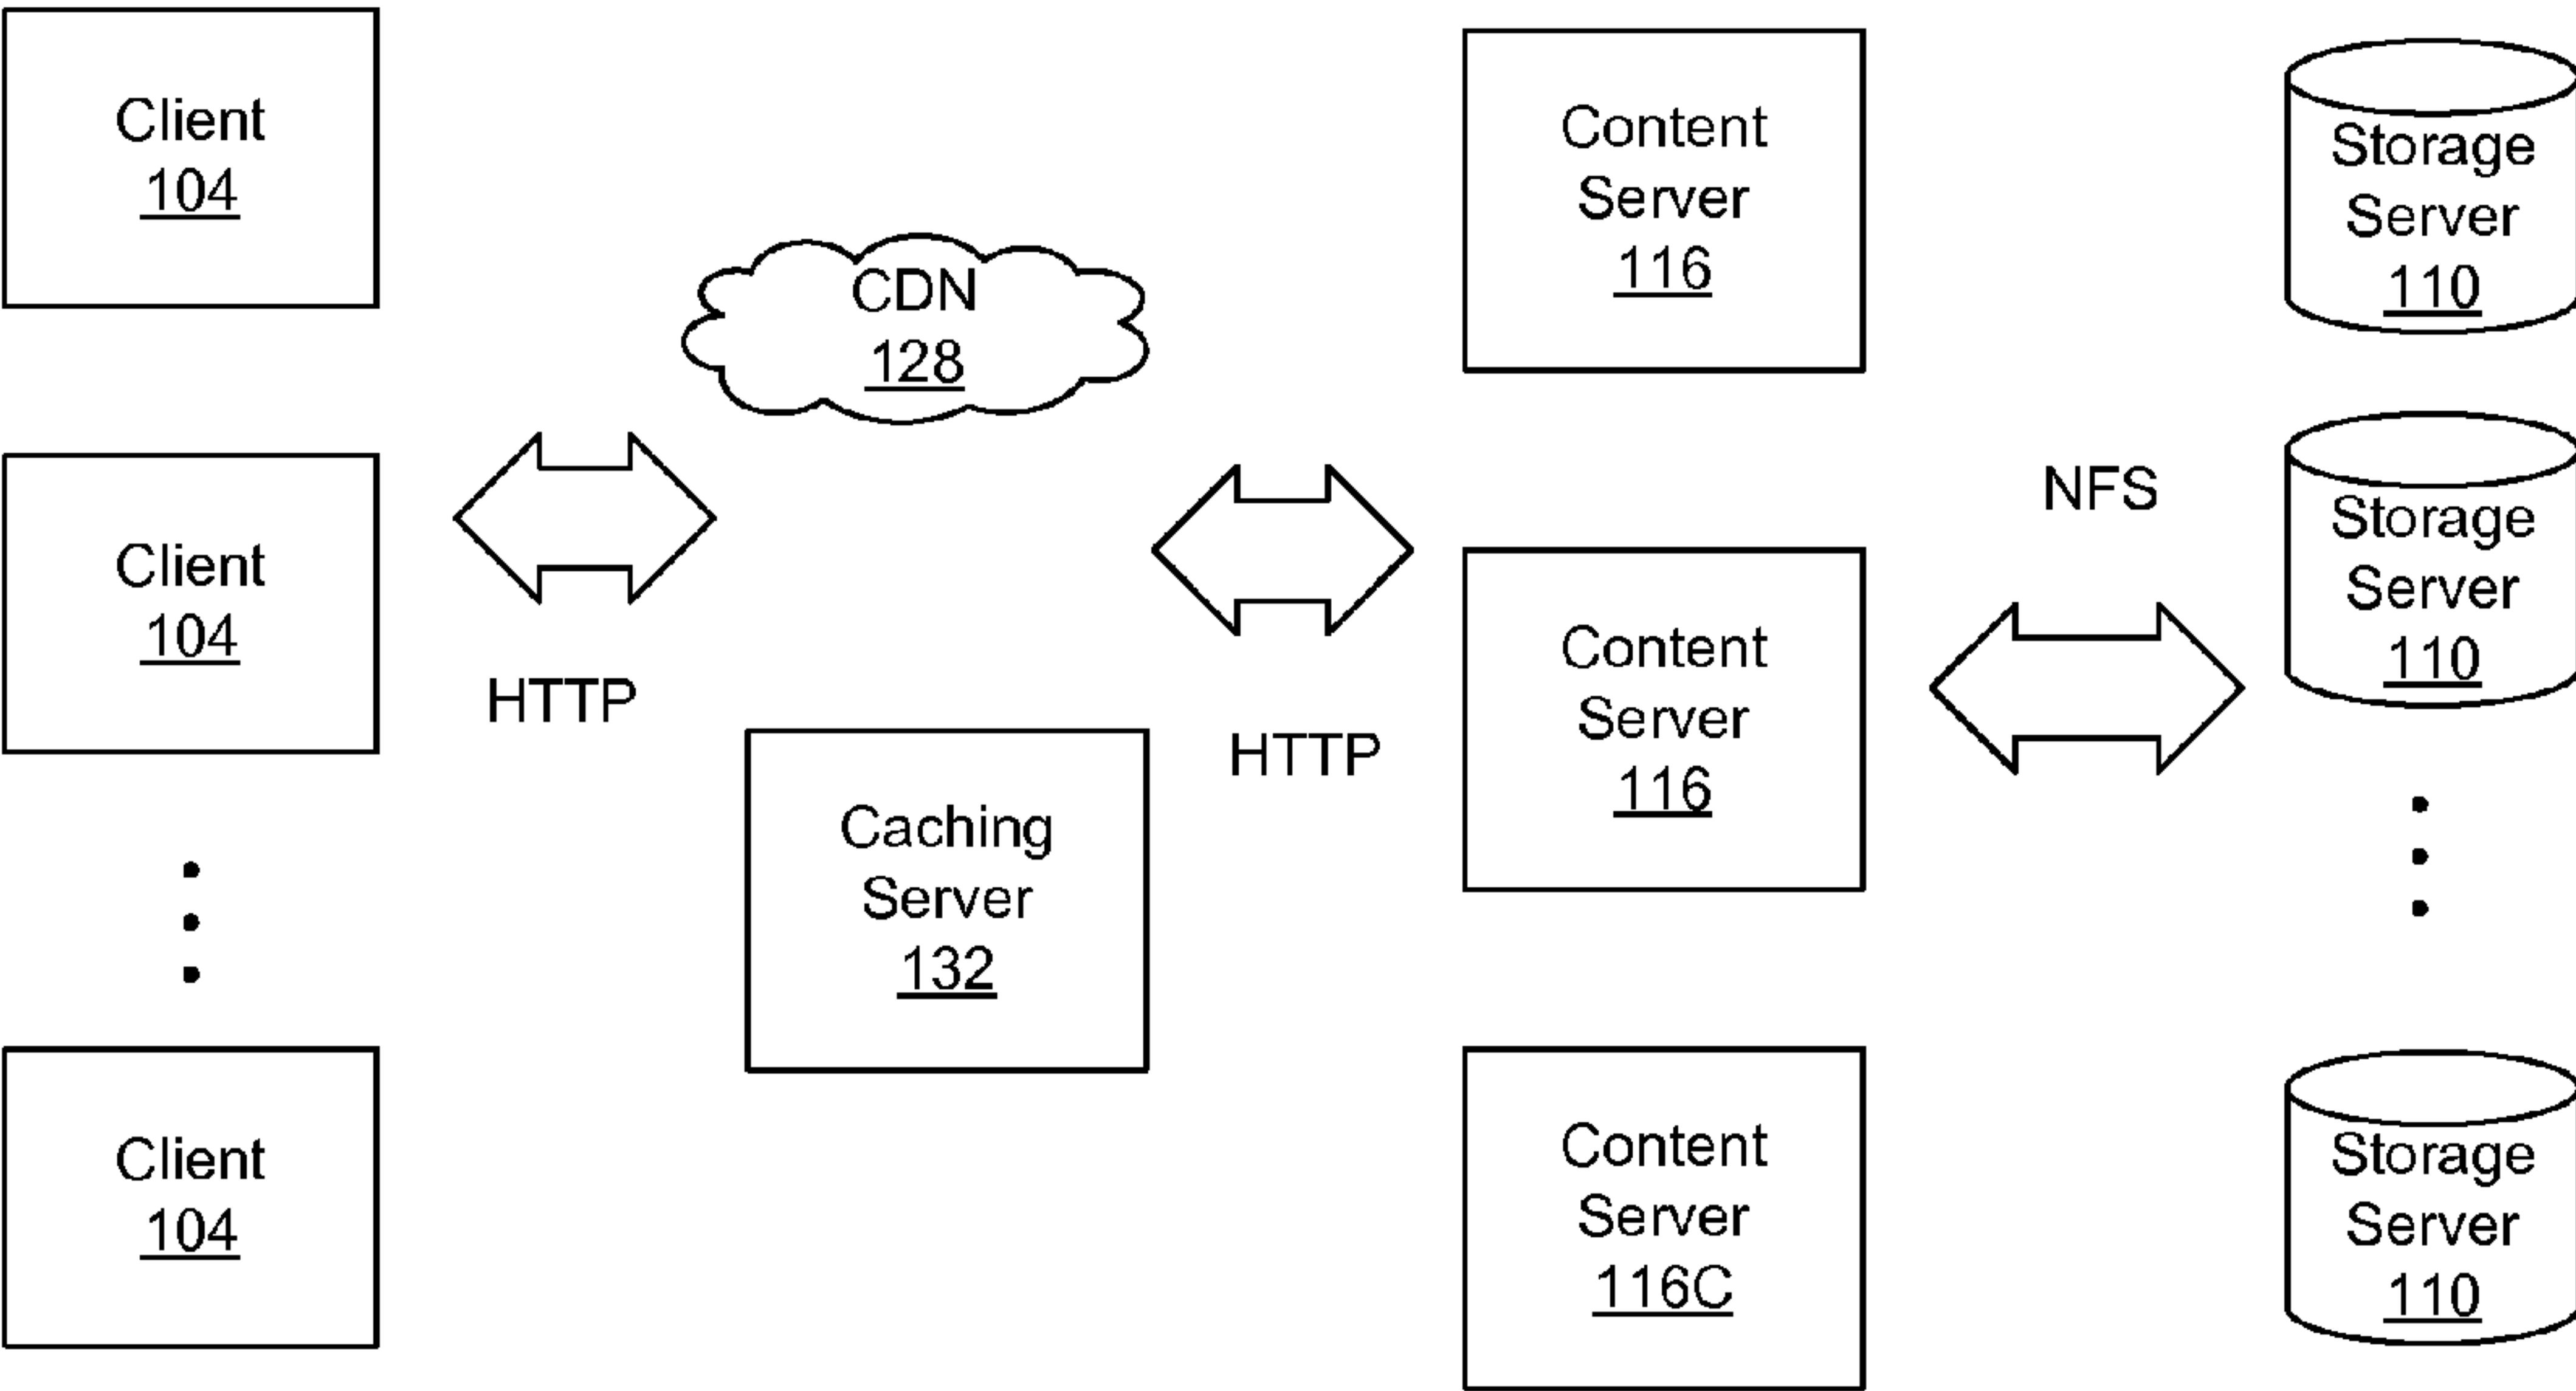 Client
104
Client
104
Client
104
CDN
128
HTTP
Caching
Server
132
HTTP
Content
Server
116
Content
Server
116
Content
Server
116C
NFS
Storage
Server
110
Storage
Server
110
Storage
Server
110